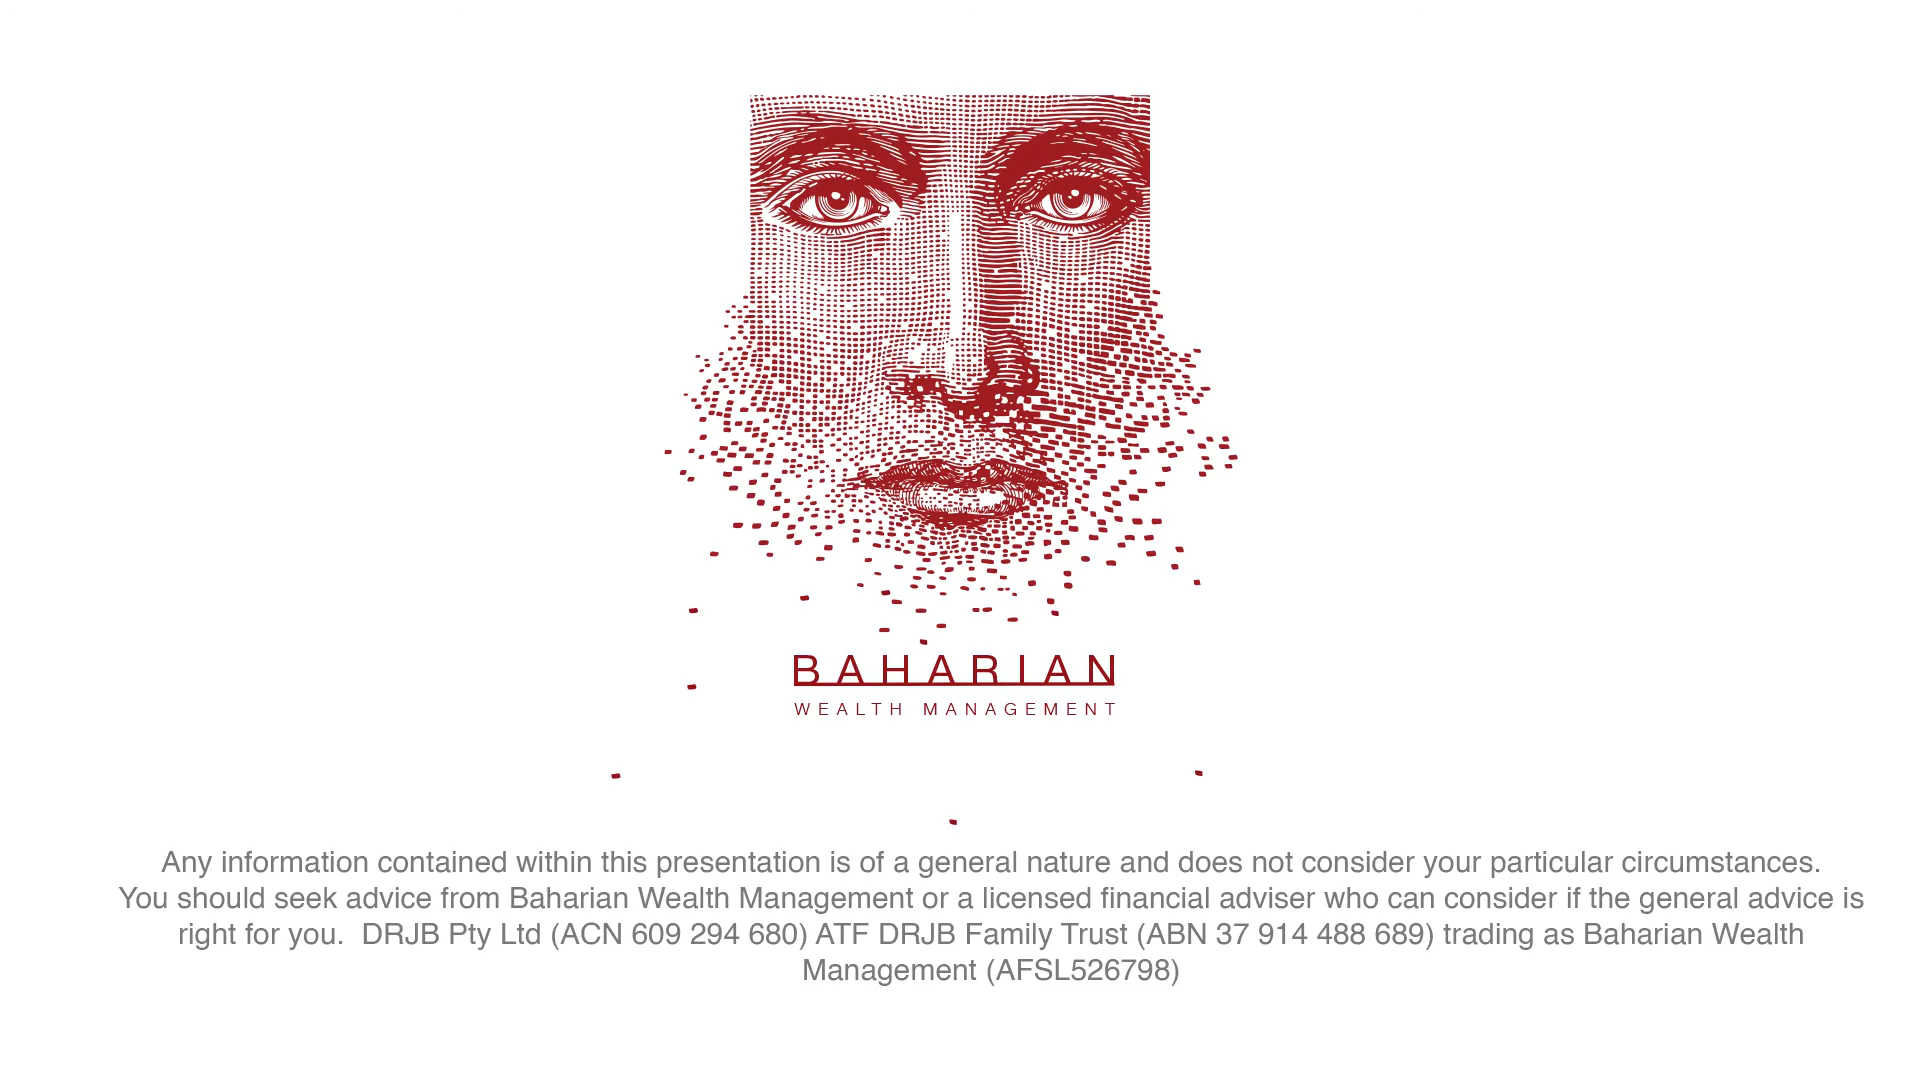 BAHARIAN
WEALTH MANAGEMENT
Any information contained within this presentation is of a general nature and does not consider your particular circumstances.
You should seek advice from Baharian Wealth Management or a licensed financial adviser who can consider if the general advice is
right for you.  DRJB Pty Ltd (ACN 609 294 680) ATF DRJB Family Trust (ABN 37 914 488 689) trading as Baharian Wealth
Management (AFSL526798)